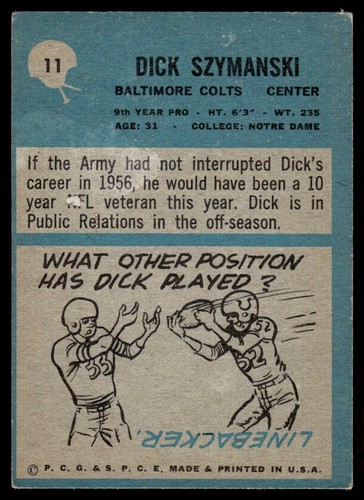 11
DICK SZYMANSKI
BALTIMORE COLTS CENTER
9th YEAR PRO - HT. 6'3" - WT. 235
AGE: 31 - COLLEGE: NOTRE DAME
If the Army had not interrupted Dick's
career in 1956, he would have been a 10
year NFL veteran this year. Dick is in
Public Relations in the off-season.
WHAT OTHER POSITION
HAS DICK PLAYED?
55
52
52
LINEBACKER.
© P. C. G. & S. P. C. E. MADE & PRINTED IN U.S.A.